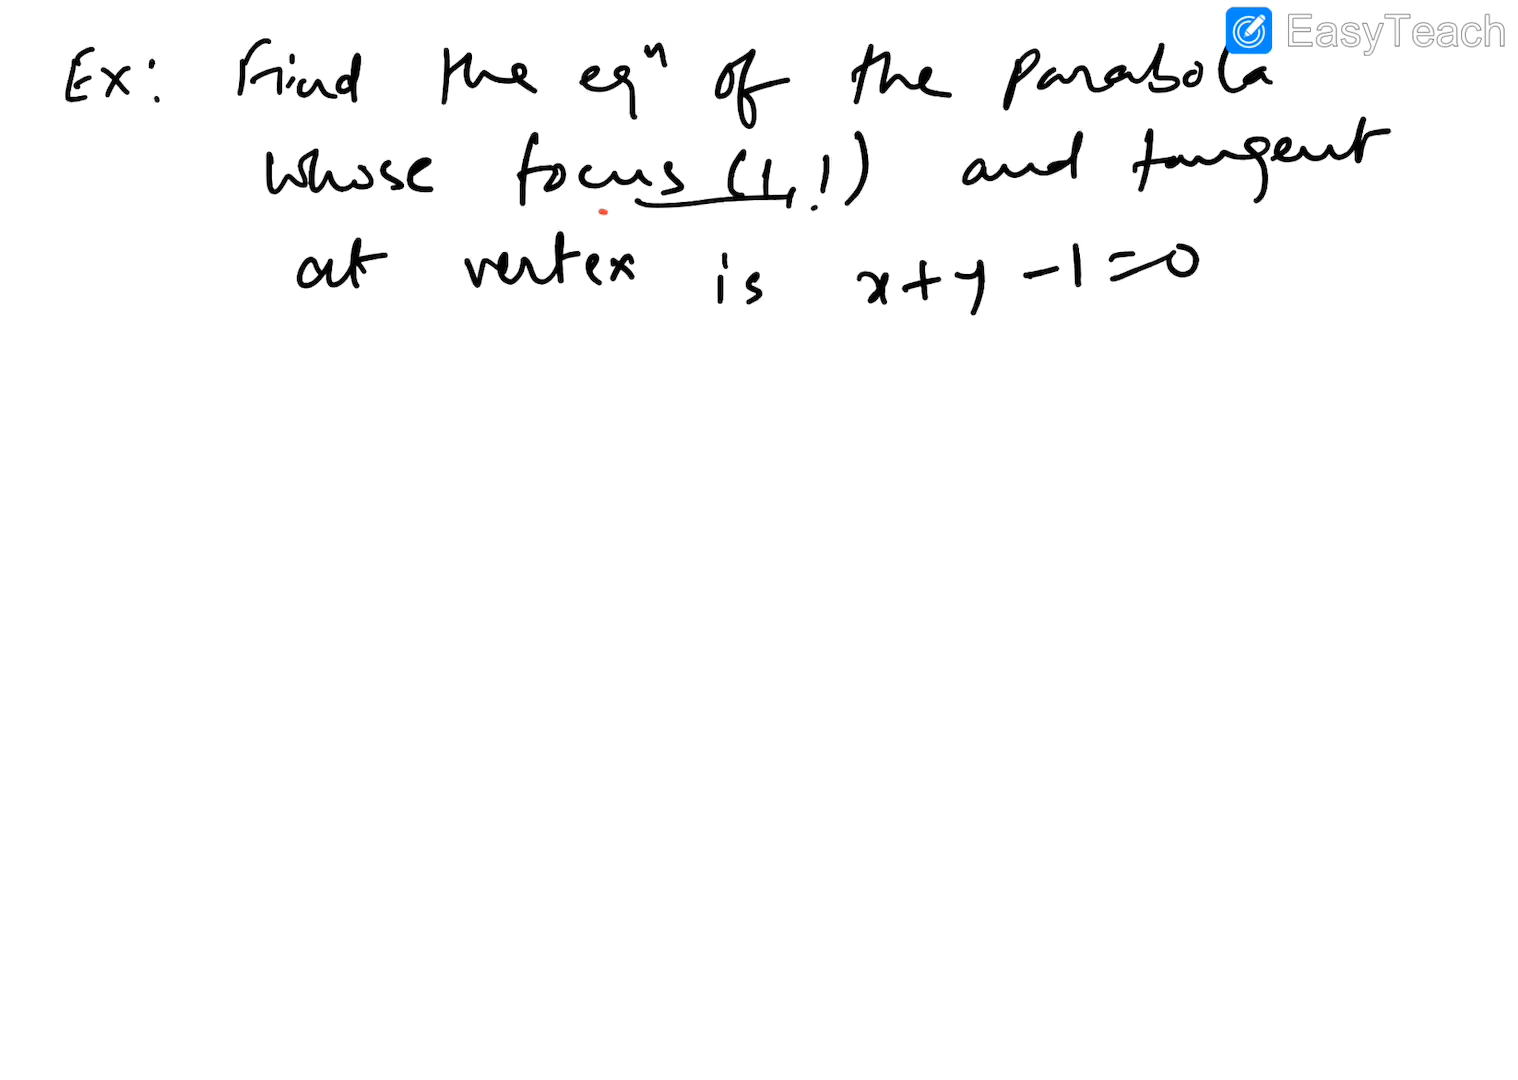 EasyTeach
Ex: Find the eqⁿ of the parabola
whose focus (1,1) and tangent
at vertex is x+y-1=0